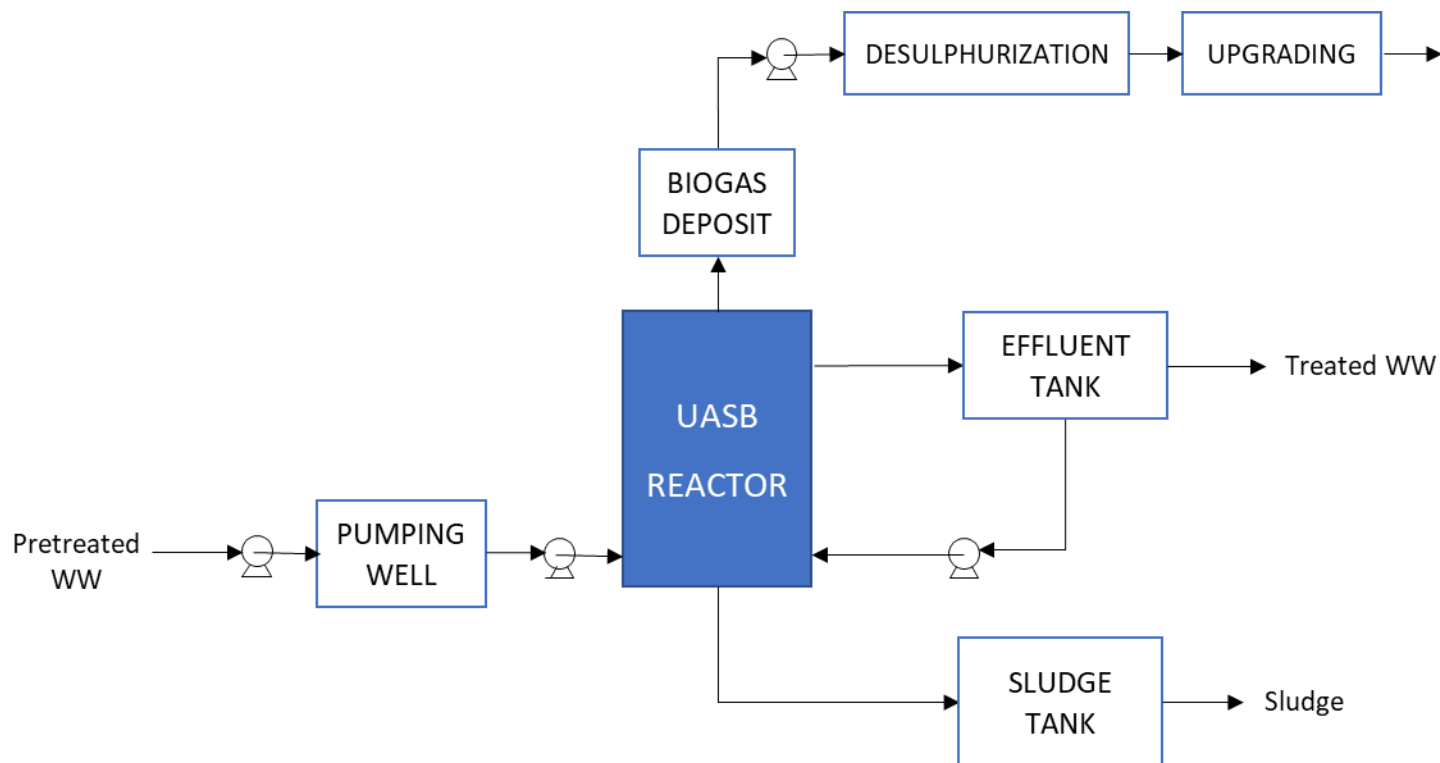 DESULPHURIZATION
UPGRADING
BIOGAS
DEPOSIT
EFFLUENT
TANK
Treated WW
UASB
REACTOR
Pretreated
WW
PUMPING
WELL
SLUDGE
TANK
Sludge